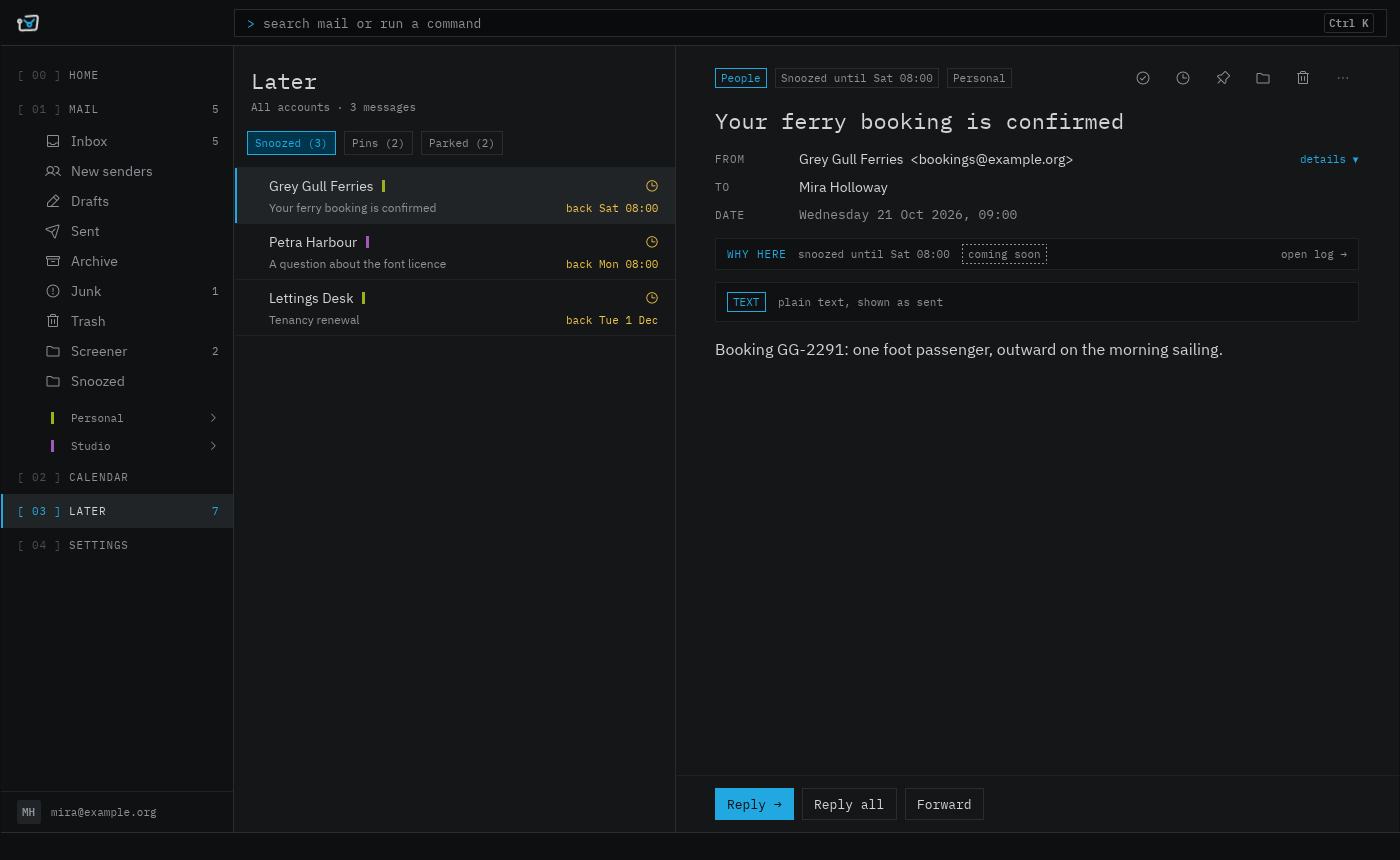 > search mail or run a command
Ctrl K
[ 00 ] HOME
[ 01 ] MAIL 5
Inbox 5
New senders
Drafts
Sent
Archive
Junk 1
Trash
Screener 2
Snoozed
Personal
Studio
[ 02 ] CALENDAR
[ 03 ] LATER 7
[ 04 ] SETTINGS
MH mira@example.org
Later
All accounts · 3 messages
Snoozed (3) Pins (2) Parked (2)
Grey Gull Ferries
Your ferry booking is confirmed back Sat 08:00
Petra Harbour
A question about the font licence back Mon 08:00
Lettings Desk
Tenancy renewal back Tue 1 Dec
People Snoozed until Sat 08:00 Personal
Your ferry booking is confirmed
FROM Grey Gull Ferries <bookings@example.org> details ▾
TO Mira Holloway
DATE Wednesday 21 Oct 2026, 09:00
WHY HERE snoozed until Sat 08:00 coming soon open log →
TEXT plain text, shown as sent
Booking GG-2291: one foot passenger, outward on the morning sailing.
Reply → Reply all Forward